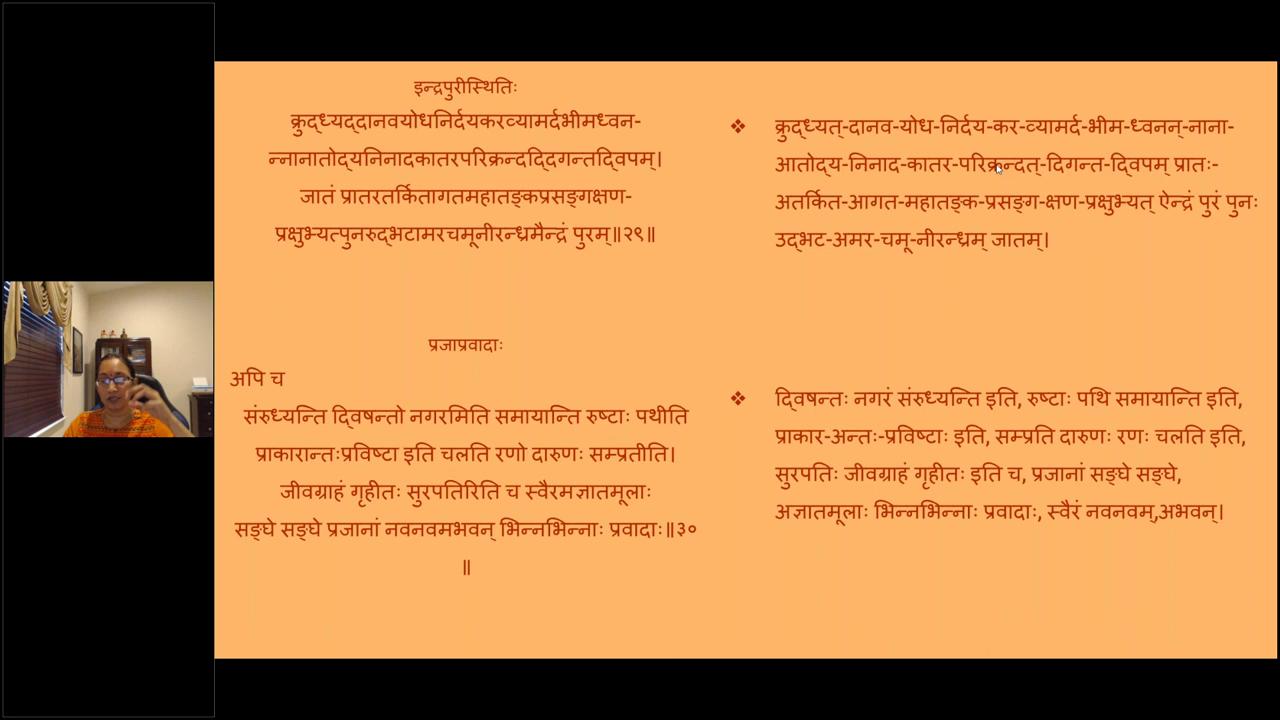 इन्द्रपुरीस्थितिः
क्रुद्ध्यद्दानवयोधनिर्दयकरव्यामर्दभीमध्वन-
न्नानातोद्यनिनादकातरपरिक्रन्दद्दिगन्तद्विपम्।
जातं प्रातरतर्कितागतमहातङ्कप्रसङ्गक्षण-
प्रक्षुभ्यत्पुनरुद्भटामरचमूनीरन्ध्रमैन्द्रं पुरम्॥२९॥
प्रजाप्रवादाः
अपि च
संरुध्यन्ति द्विषन्तो नगरमिति समायान्ति रुष्टाः पथीति
प्राकारान्तःप्रविष्टा इति चलति रणो दारुणः सम्प्रतीति।
जीवग्राहं गृहीतः सुरपतिरिति च स्वैरमज्ञातमूलाः
सङ्घे सङ्घे प्रजानां नवनवमभवन् भिन्नभिन्नाः प्रवादाः॥३०
॥
❖ क्रुद्ध्यत्-दानव-योध-निर्दय-कर-व्यामर्द-भीम-ध्वनन्-नाना-
आतोद्य-निनाद-कातर-परिक्रन्दत्-दिगन्त-द्विपम् प्रातः-
अतर्कित-आगत-महातङ्क-प्रसङ्ग-क्षण-प्रक्षुभ्यत् ऐन्द्रं पुरं पुनः
उद्भट-अमर-चमू-नीरन्ध्रम् जातम्।
❖ द्विषन्तः नगरं संरुध्यन्ति इति, रुष्टाः पथि समायान्ति इति,
प्राकार-अन्तः-प्रविष्टाः इति, सम्प्रति दारुणः रणः चलति इति,
सुरपतिः जीवग्राहं गृहीतः इति च, प्रजानां सङ्घे सङ्घे,
अज्ञातमूलाः भिन्नभिन्नाः प्रवादाः, स्वैरं नवनवम्,अभवन्।